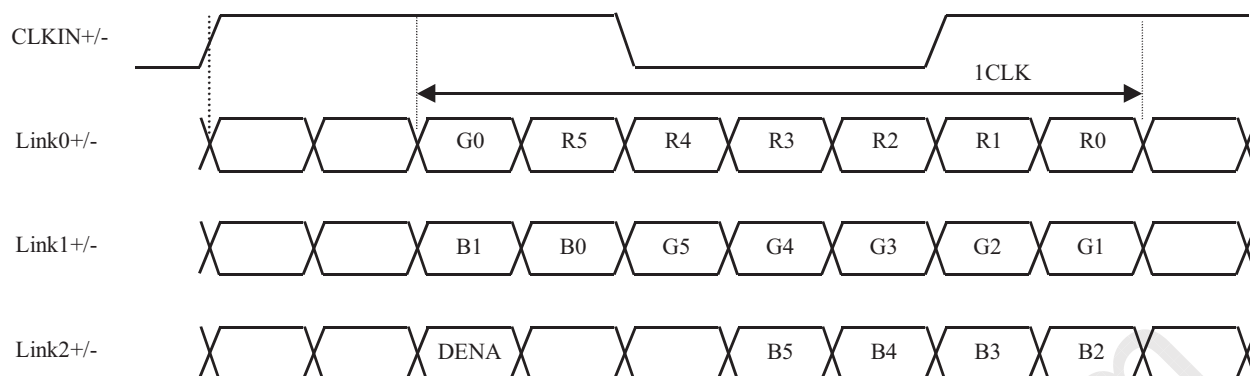 CLKIN+/-
1CLK
Link0+/- G0 R5 R4 R3 R2 R1 R0
Link1+/- B1 B0 G5 G4 G3 G2 G1
Link2+/- DENA B5 B4 B3 B2